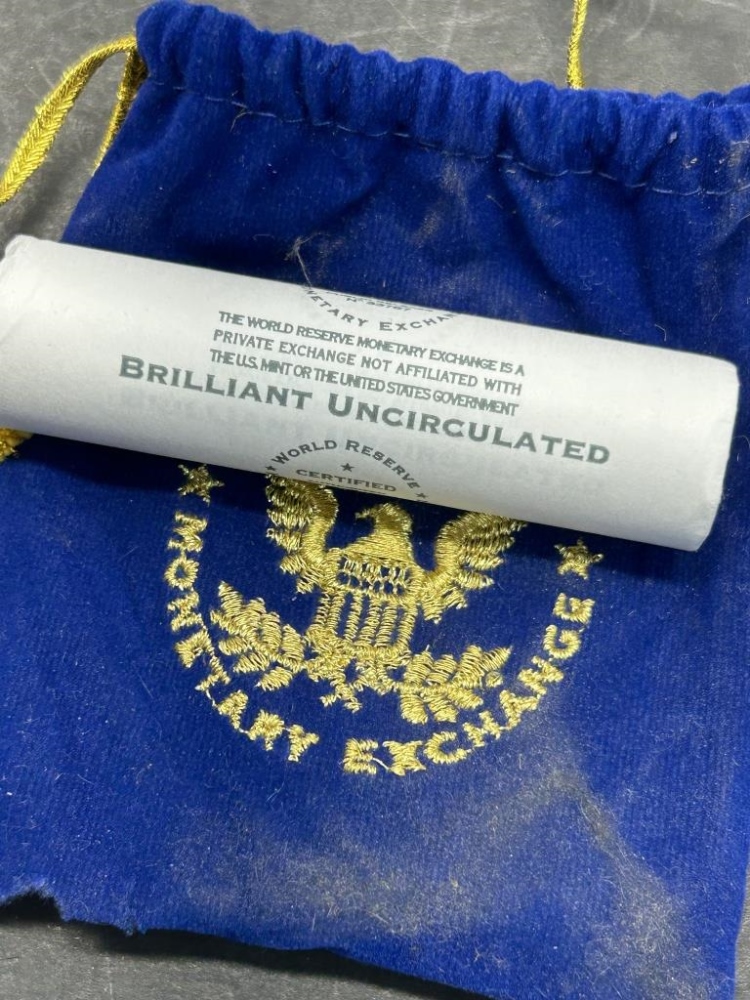 MONETARY EXCHANGE
THE WORLD RESERVE MONETARY EXCHANGE IS A
PRIVATE EXCHANGE NOT AFFILIATED WITH
THE U.S. MINT OR THE UNITED STATES GOVERNMENT
BRILLIANT UNCIRCULATED
WORLD RESERVE
CERTIFIED
MONETARY EXCHANGE